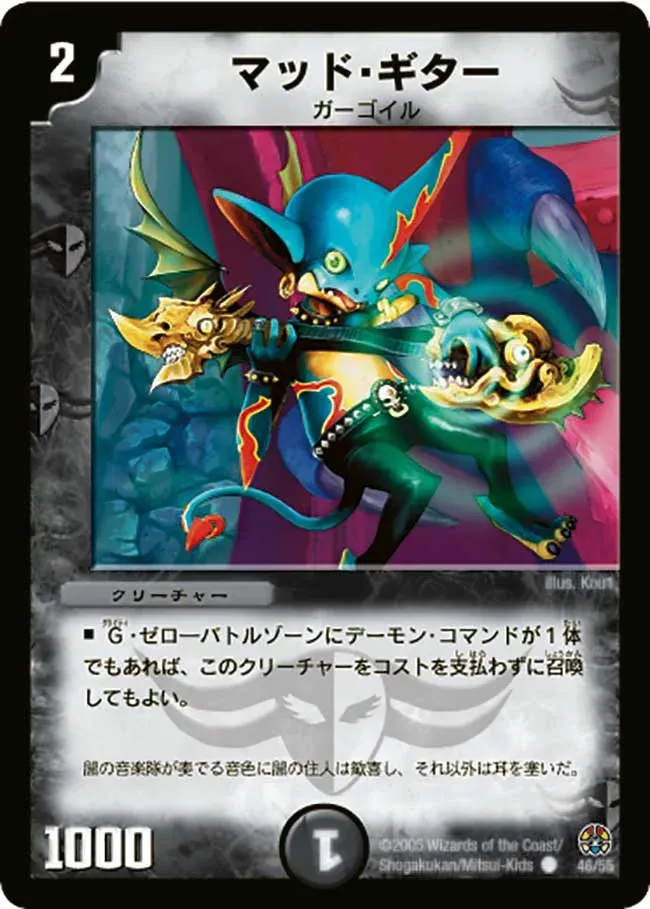 2
マッド・ギター
ガーゴイル
illus. Kou1
クリーチャー
■ G・ゼロ―バトルゾーンにデーモン・コマンドが1体
でもあれば、このクリーチャーをコストを支払わずに召喚
してもよい。
闇の音楽隊が奏でる音色に闇の住人は歓喜し、それ以外は耳を塞いだ。
1000
1
©2005 Wizards of the Coast/
Shogakukan/Mitsui-Kids
46/55